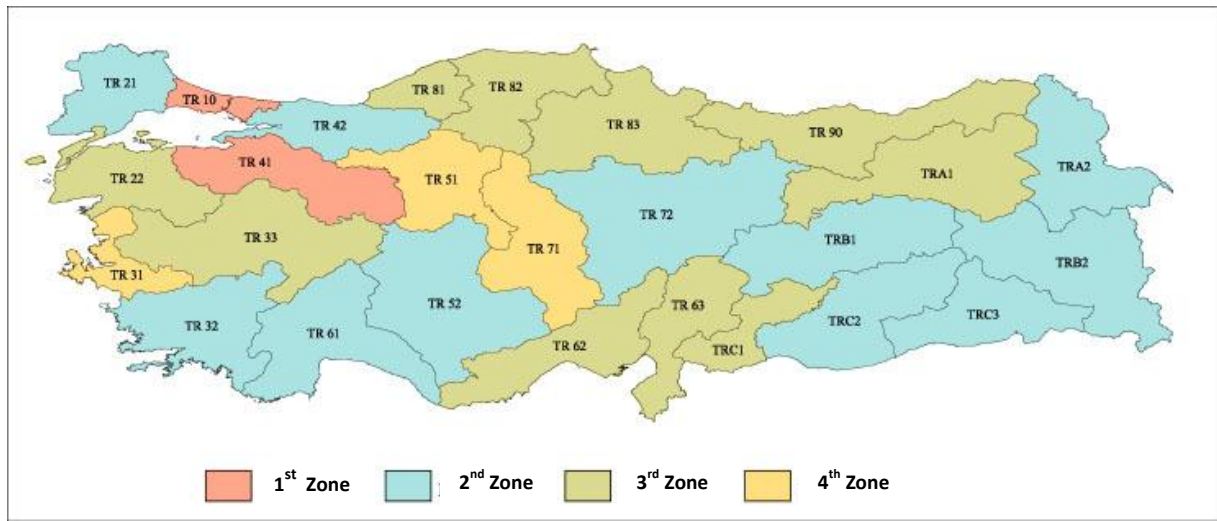 TR 21
TR 10
TR 81
TR 82
TR 42
TR 83
TR 90
TR 41
TR 22
TR 51
TRA1
TRA2
TR 33
TR 72
TR 71
TRB1
TRB2
TR 31
TR 52
TR 63
TR 32
TR 61
TRC2
TRC3
TR 62
TRC1
1st Zone
2nd Zone
3rd Zone
4th Zone